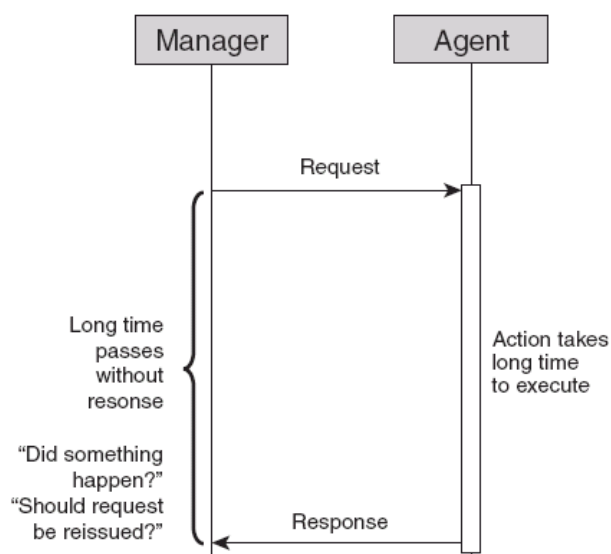 Manager
Agent
Request
Long time
passes
without
resonse
Action takes
long time
to execute
“Did something
happen?”
“Should request
be reissued?”
Response